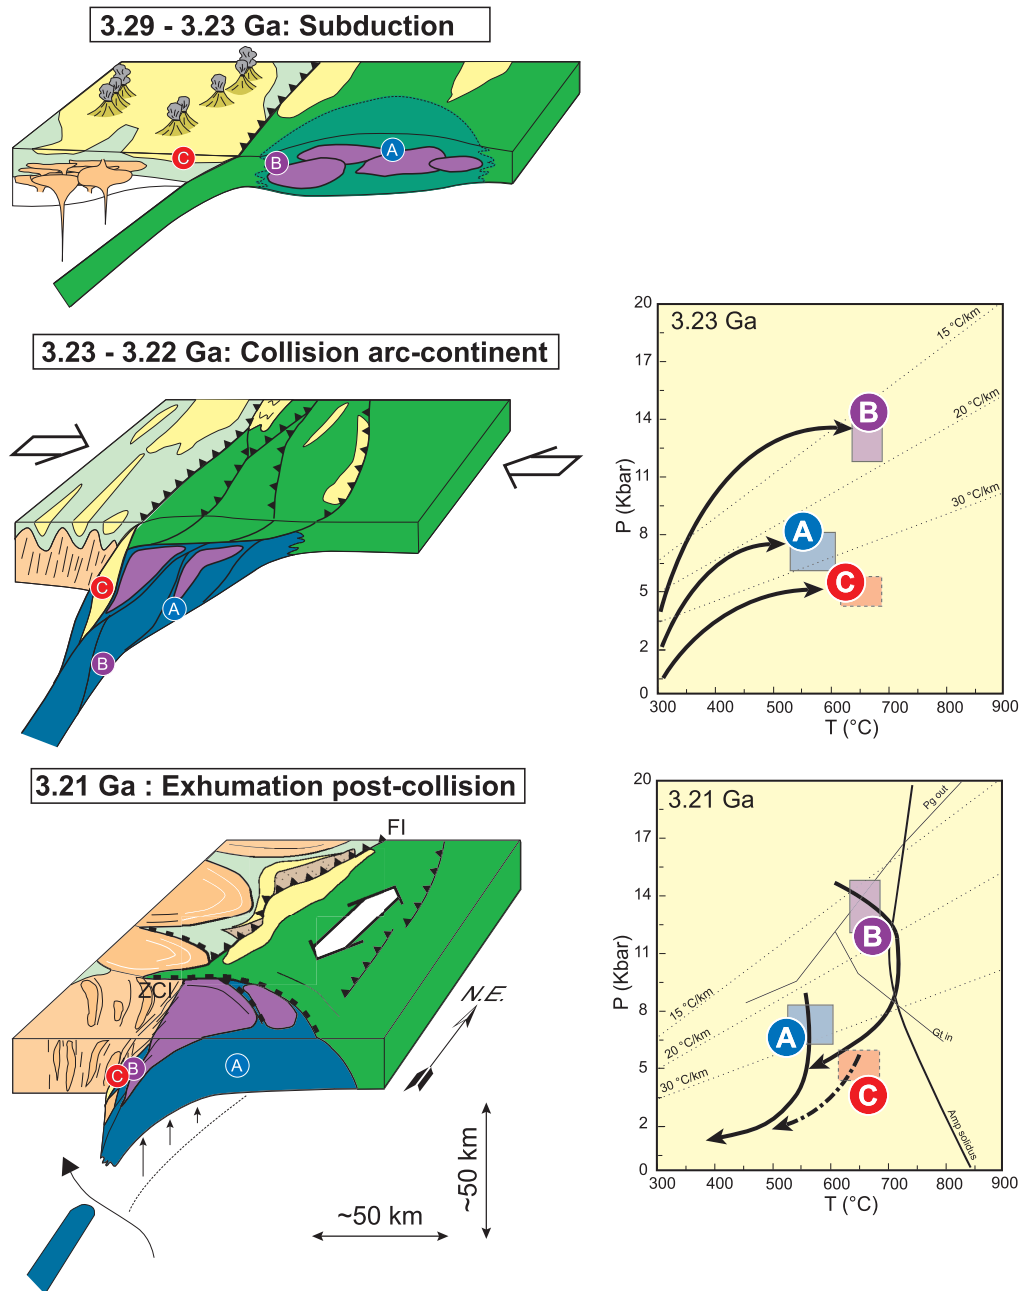 3.29 - 3.23 Ga: Subduction
C
B
A
3.23 - 3.22 Ga: Collision arc-continent
C
A
B
20
17
14
11
8
5
2
0
P (Kbar)
3.23 Ga
15 °C/km
20 °C/km
30 °C/km
B
A
C
300
400
500
600
700
800
900
T (°C)
3.21 Ga : Exhumation post-collision
FI
ZCI
N.E.
C
B
A
~50 km
~50 km
20
17
14
11
8
5
2
0
P (Kbar)
3.21 Ga
Pg out
15 °C/km
20 °C/km
30 °C/km
B
A
C
Gt in
Amp solidus
300
400
500
600
700
800
900
T (°C)